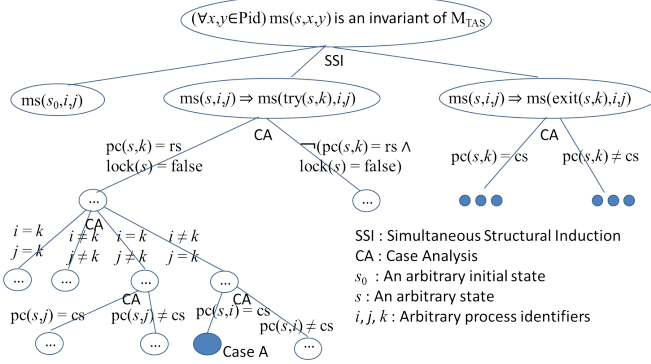 (∀x,y∈Pid) ms(s,x,y) is an invariant of M_TAS
SSI
ms(s₀,i,j)
ms(s,i,j) ⇒ ms(try(s,k),i,j)
ms(s,i,j) ⇒ ms(exit(s,k),i,j)
CA
CA
pc(s,k) = rs
lock(s) = false
¬(pc(s,k) = rs ∧
lock(s) = false)
pc(s,k) = cs
pc(s,k) ≠ cs
...
...
CA
i = k
j = k
i ≠ k
j ≠ k
i = k
j ≠ k
i ≠ k
j = k
...
...
...
...
CA
CA
pc(s,j) = cs
pc(s,j) ≠ cs
pc(s,i) = cs
pc(s,i) ≠ cs
...
...
Case A
...
SSI : Simultaneous Structural Induction
CA : Case Analysis
s₀ : An arbitrary initial state
s : An arbitrary state
i, j, k : Arbitrary process identifiers